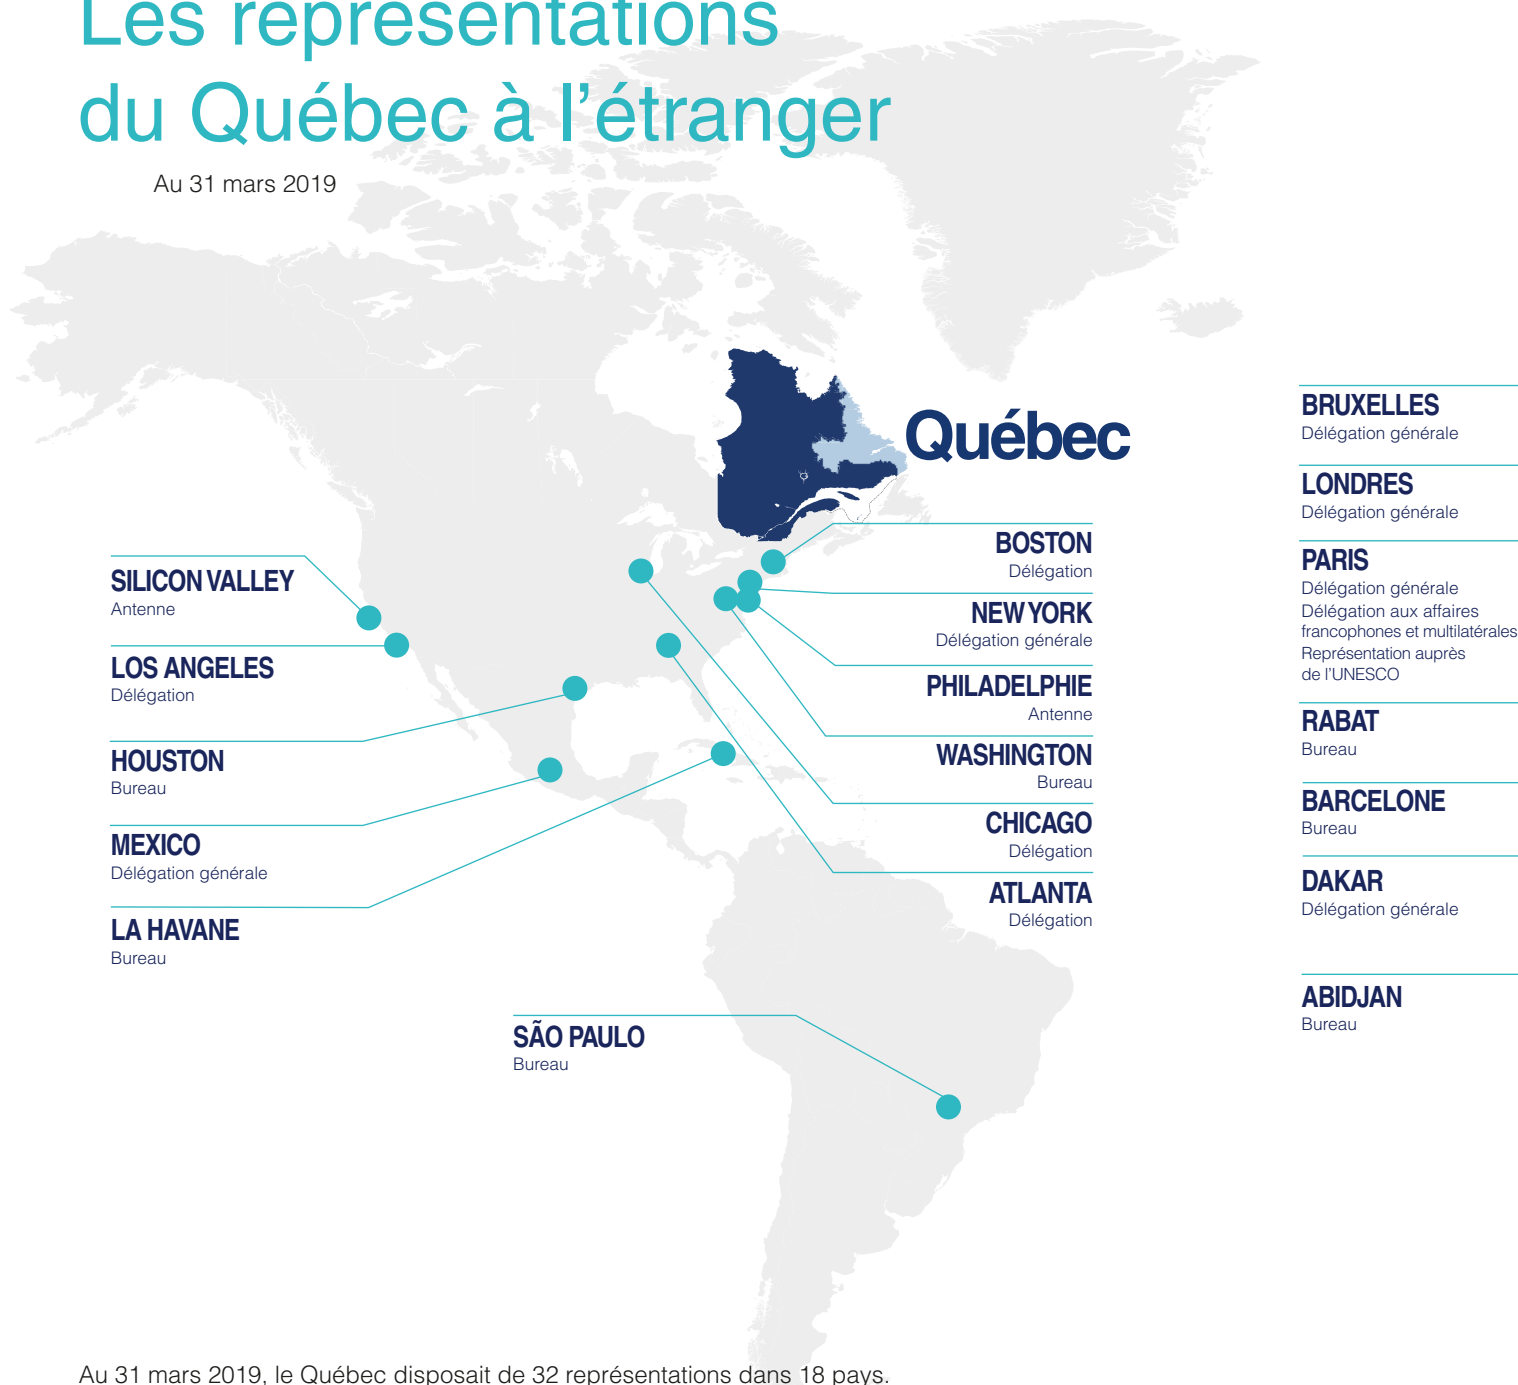 Les représentations
du Québec à l’étranger
Au 31 mars 2019
Québec
SILICON VALLEY
Antenne
LOS ANGELES
Délégation
HOUSTON
Bureau
MEXICO
Délégation générale
LA HAVANE
Bureau
SÃO PAULO
Bureau
BOSTON
Délégation
NEW YORK
Délégation générale
PHILADELPHIE
Antenne
WASHINGTON
Bureau
CHICAGO
Délégation
ATLANTA
Délégation
BRUXELLES
Délégation générale
LONDRES
Délégation générale
PARIS
Délégation générale
Délégation aux affaires
francophones et multilatérales
Représentation auprès
de l’UNESCO
RABAT
Bureau
BARCELONE
Bureau
DAKAR
Délégation générale
ABIDJAN
Bureau
Au 31 mars 2019, le Québec disposait de 32 représentations dans 18 pays.